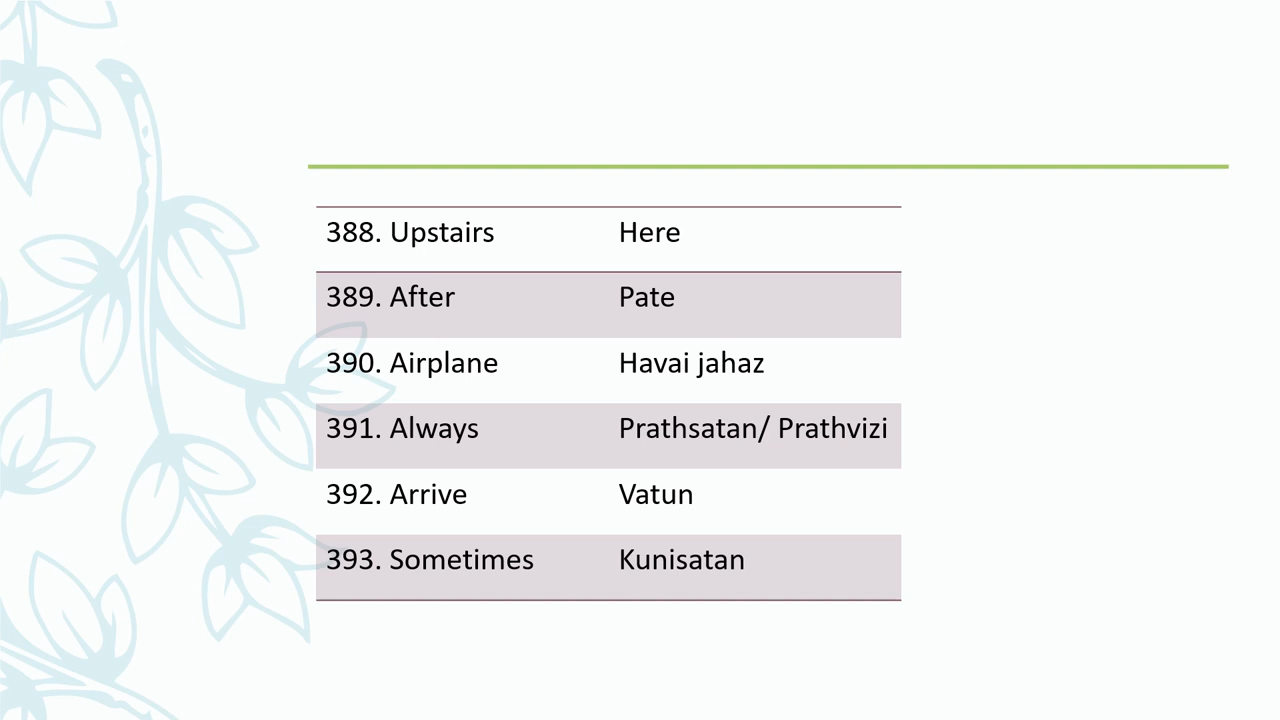 388. Upstairs Here
389. After Pate
390. Airplane Havai jahaz
391. Always Prathsatan/ Prathvizi
392. Arrive Vatun
393. Sometimes Kunisatan